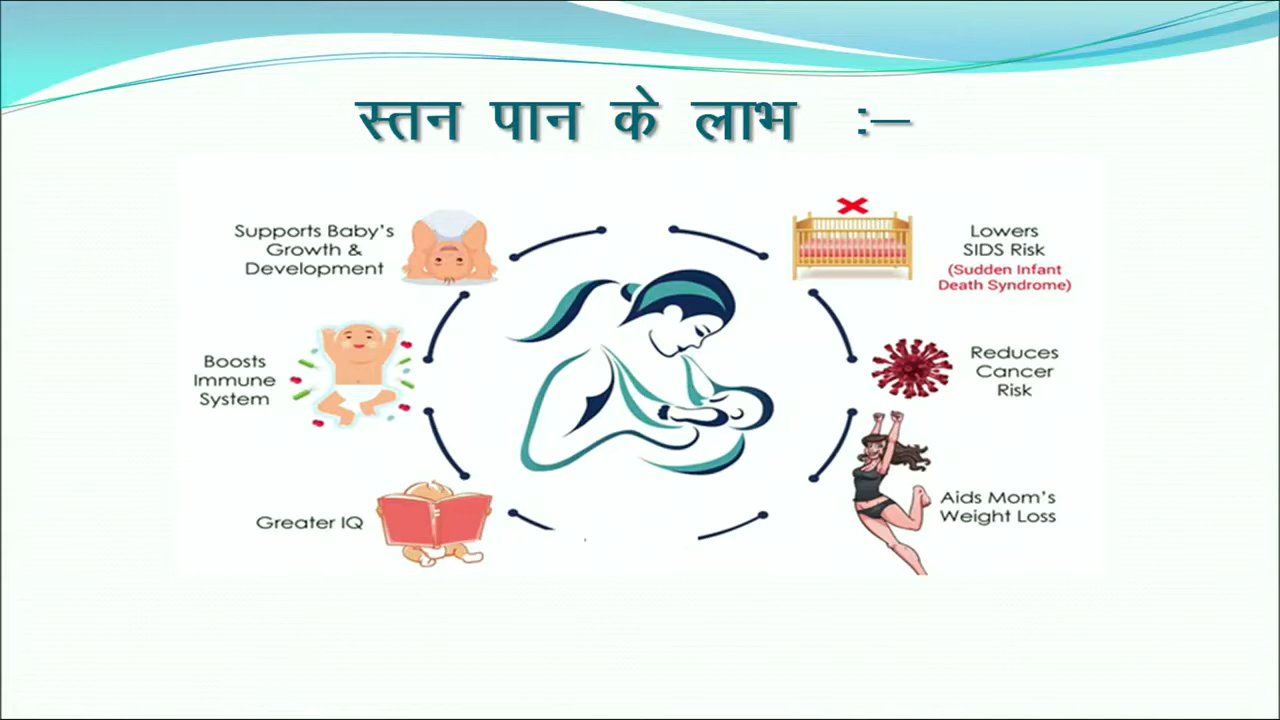 स्तन पान के लाभ :–
Supports Baby's
Growth &
Development
Lowers
SIDS Risk
(Sudden Infant
Death Syndrome)
Boosts
Immune
System
Reduces
Cancer
Risk
Greater IQ
Aids Mom's
Weight Loss